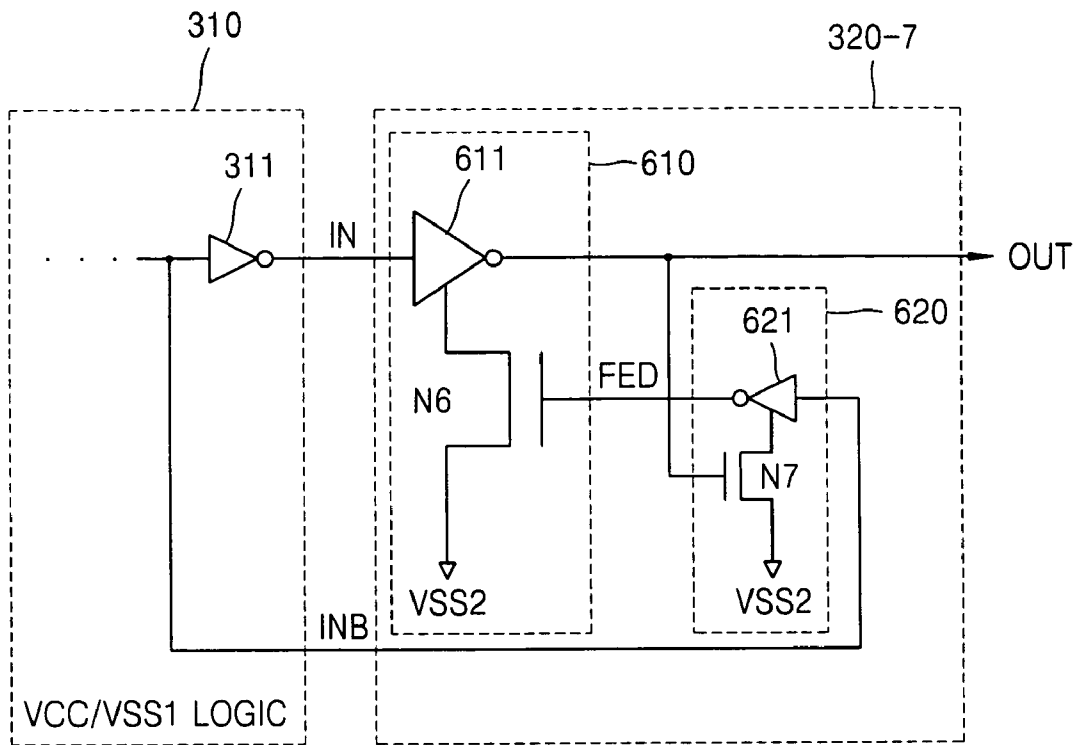 310
320-7
311
611
610
IN
OUT
621
620
FED
N6
N7
VSS2
VSS2
INB
VCC/VSS1 LOGIC